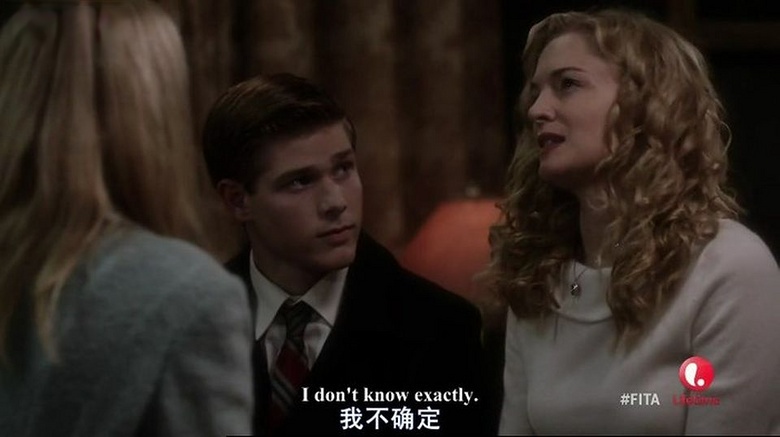 I don't know exactly.
我不确定
#FITA
Lifetime